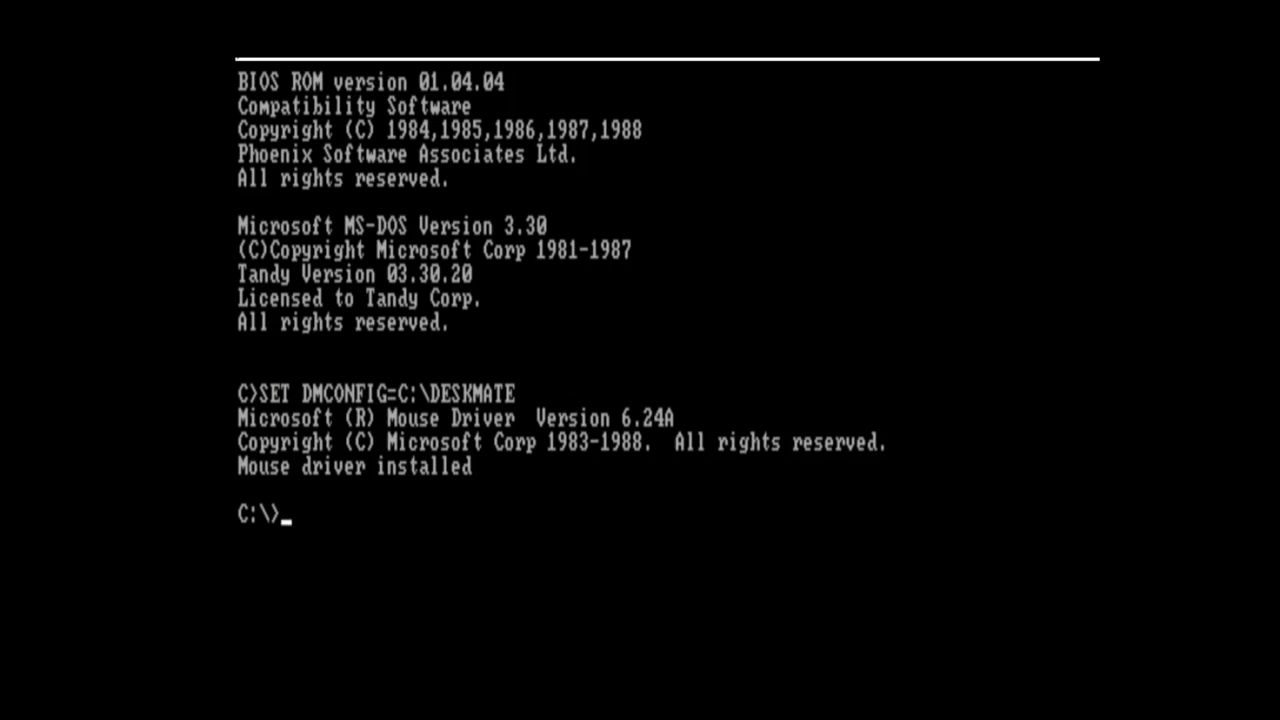 BIOS ROM version 01.04.04
Compatibility Software
Copyright (C) 1984,1985,1986,1987,1988
Phoenix Software Associates Ltd.
All rights reserved.
Microsoft MS-DOS Version 3.30
(C)Copyright Microsoft Corp 1981-1987
Tandy Version 03.30.20
Licensed to Tandy Corp.
All rights reserved.
C>SET DMCONFIG=C:\DESKMATE
Microsoft (R) Mouse Driver  Version 6.24A
Copyright (C) Microsoft Corp 1983-1988.  All rights reserved.
Mouse driver installed
C:\>_